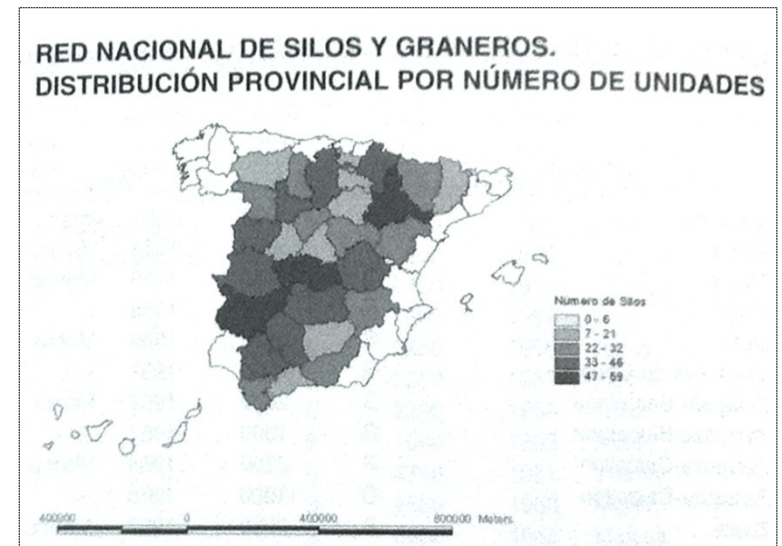 RED NACIONAL DE SILOS Y GRANEROS.
DISTRIBUCIÓN PROVINCIAL POR NÚMERO DE UNIDADES
Numero de Silos
0 - 6
7 - 21
22 - 32
33 - 46
47 - 69
400000 0 400000 800000 Meters